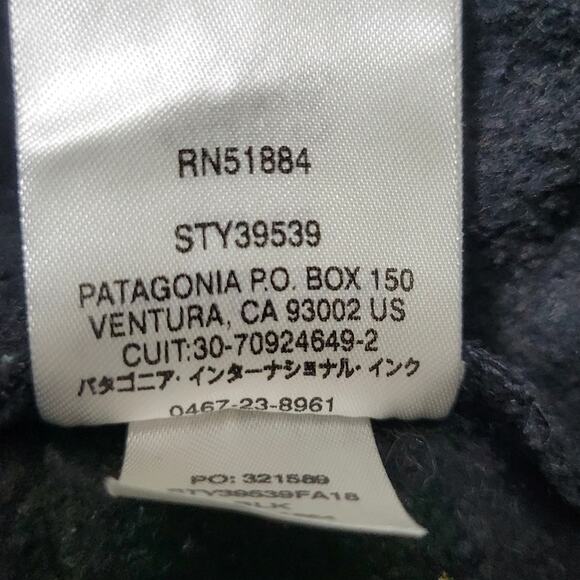 RN51884
STY39539
PATAGONIA P.O. BOX 150
VENTURA, CA 93002 US
CUIT:30-70924649-2
パタゴニア・インターナショナル・インク
0467-23-8961
PO: 321589
STY39539FA18
BLK